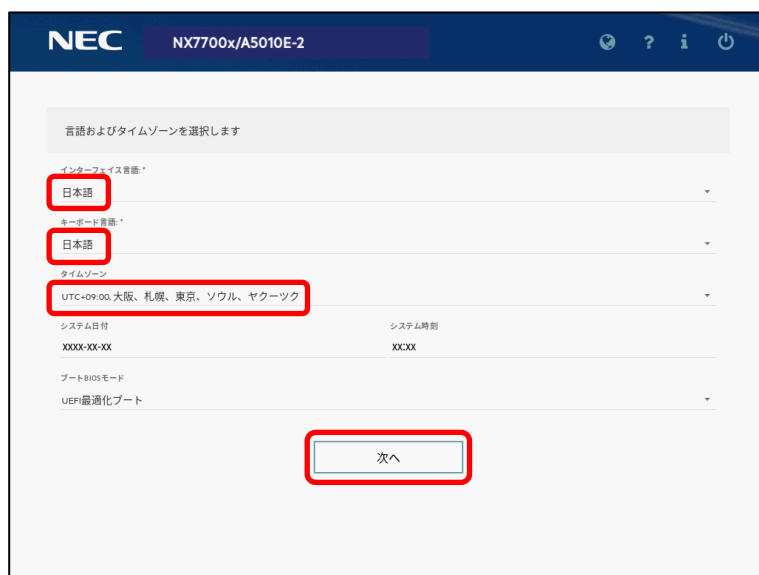 NEC NX7700x/A5010E-2 ? i
言語およびタイムゾーンを選択します
インターフェイス言語: *
日本語
キーボード言語: *
日本語
タイムゾーン
UTC+09:00, 大阪、札幌、東京、ソウル、ヤクーツク
システム日付 システム時刻
XXXX-XX-XX XX:XX
ブートBIOSモード
UEFI最適化ブート
次へ